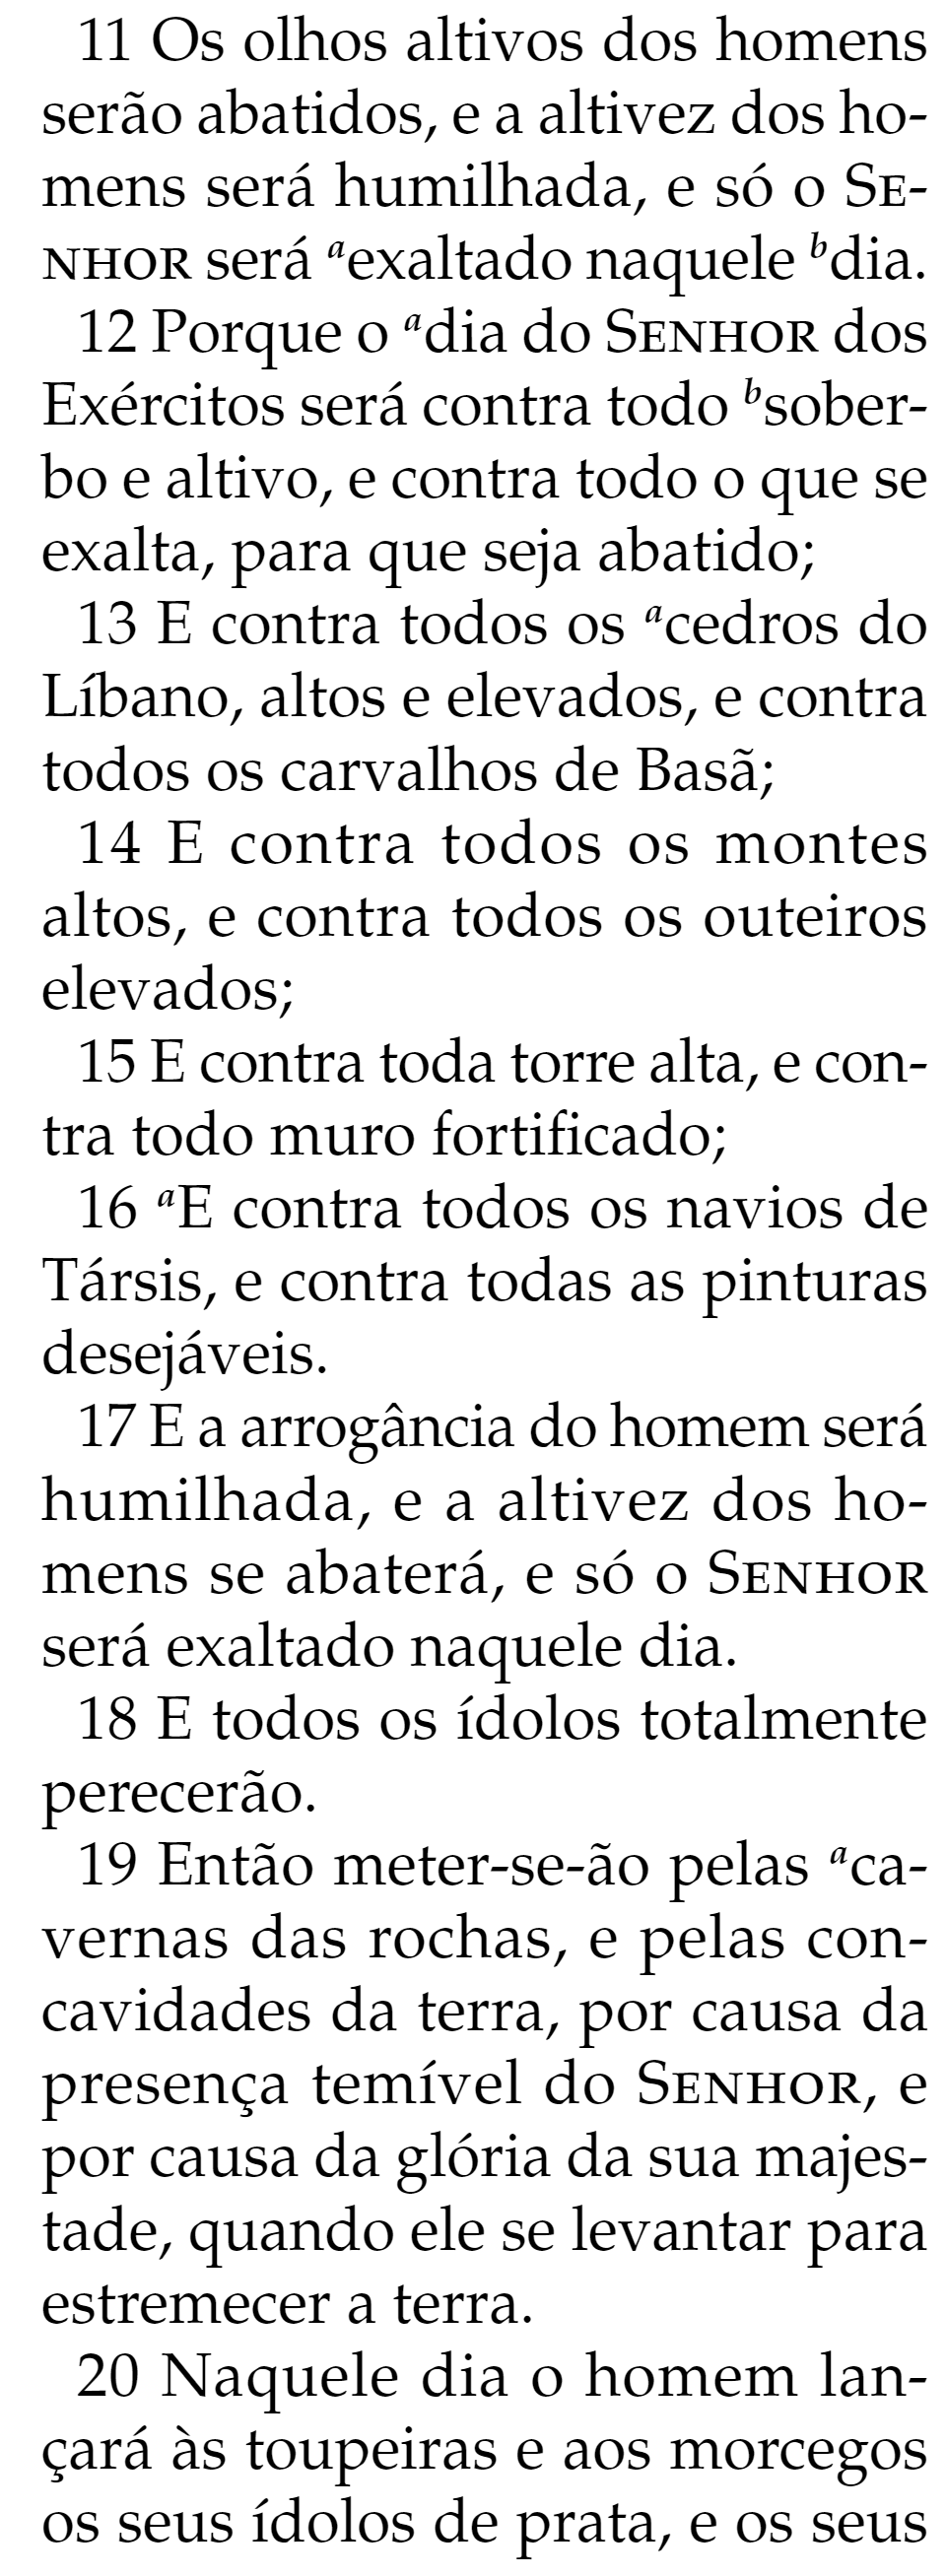 11 Os olhos altivos dos homens
serão abatidos, e a altivez dos ho-
mens será humilhada, e só o SE-
NHOR será aexaltado naquele bdia.
12 Porque o adia do SENHOR dos
Exércitos será contra todo bsober-
bo e altivo, e contra todo o que se
exalta, para que seja abatido;
13 E contra todos os acedros do
Líbano, altos e elevados, e contra
todos os carvalhos de Basã;
14 E contra todos os montes
altos, e contra todos os outeiros
elevados;
15 E contra toda torre alta, e con-
tra todo muro fortificado;
16 aE contra todos os navios de
Társis, e contra todas as pinturas
desejáveis.
17 E a arrogância do homem será
humilhada, e a altivez dos ho-
mens se abaterá, e só o SENHOR
será exaltado naquele dia.
18 E todos os ídolos totalmente
perecerão.
19 Então meter-se-ão pelas aca-
vernas das rochas, e pelas con-
cavidades da terra, por causa da
presença temível do SENHOR, e
por causa da glória da sua majes-
tade, quando ele se levantar para
estremecer a terra.
20 Naquele dia o homem lan-
çará às toupeiras e aos morcegos
os seus ídolos de prata, e os seus